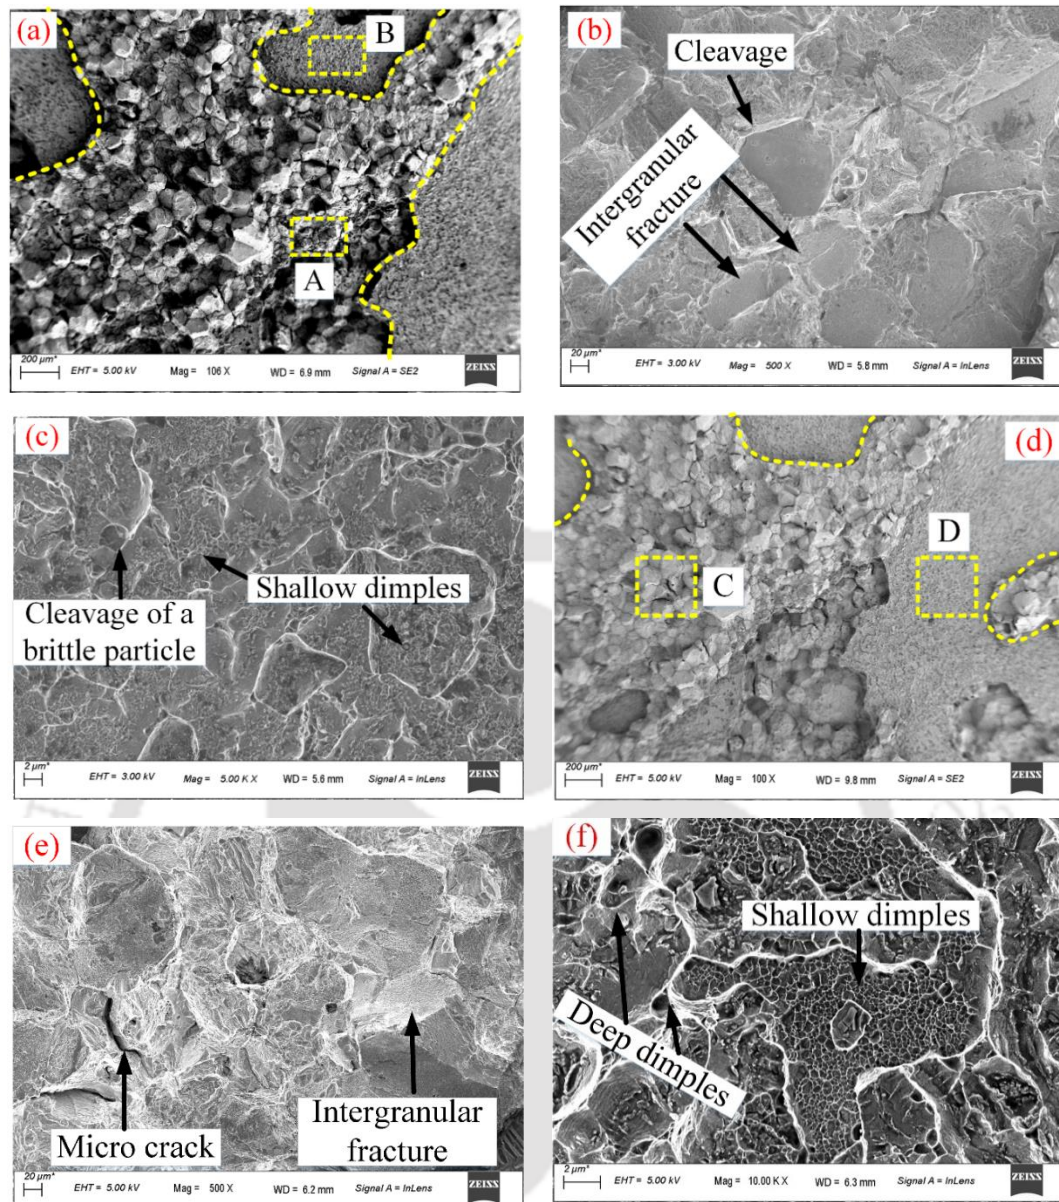 (a)
B
A
200 µm*
EHT = 5.00 kV
Mag = 106 X
WD = 6.9 mm
Signal A = SE2
ZEISS
(b)
Cleavage
Intergranular
fracture
20 µm*
EHT = 3.00 kV
Mag = 500 X
WD = 5.8 mm
Signal A = InLens
ZEISS
(c)
Shallow dimples
Cleavage of a
brittle particle
2 µm*
EHT = 3.00 kV
Mag = 5.00 K X
WD = 5.6 mm
Signal A = InLens
ZEISS
(d)
D
C
200 µm*
EHT = 5.00 kV
Mag = 100 X
WD = 9.8 mm
Signal A = SE2
ZEISS
(e)
Micro crack
Intergranular
fracture
20 µm*
EHT = 5.00 kV
Mag = 500 X
WD = 6.2 mm
Signal A = InLens
ZEISS
(f)
Shallow dimples
Deep dimples
2 µm*
EHT = 5.00 kV
Mag = 10.00 K X
WD = 6.3 mm
Signal A = InLens
ZEISS